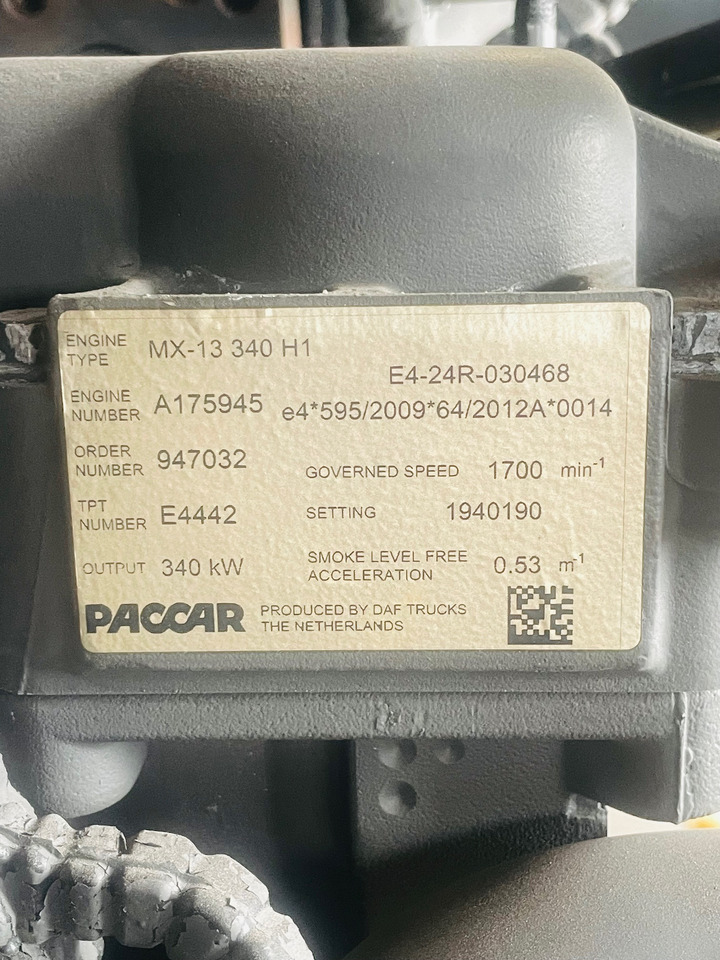 ENGINE TYPE MX-13 340 H1
E4-24R-030468
ENGINE NUMBER A175945 e4*595/2009*64/2012A*0014
ORDER NUMBER 947032
GOVERNED SPEED 1700 min-1
TPT NUMBER E4442
SETTING 1940190
OUTPUT 340 kW
SMOKE LEVEL FREE ACCELERATION 0.53 m-1
PACCAR
PRODUCED BY DAF TRUCKS
THE NETHERLANDS